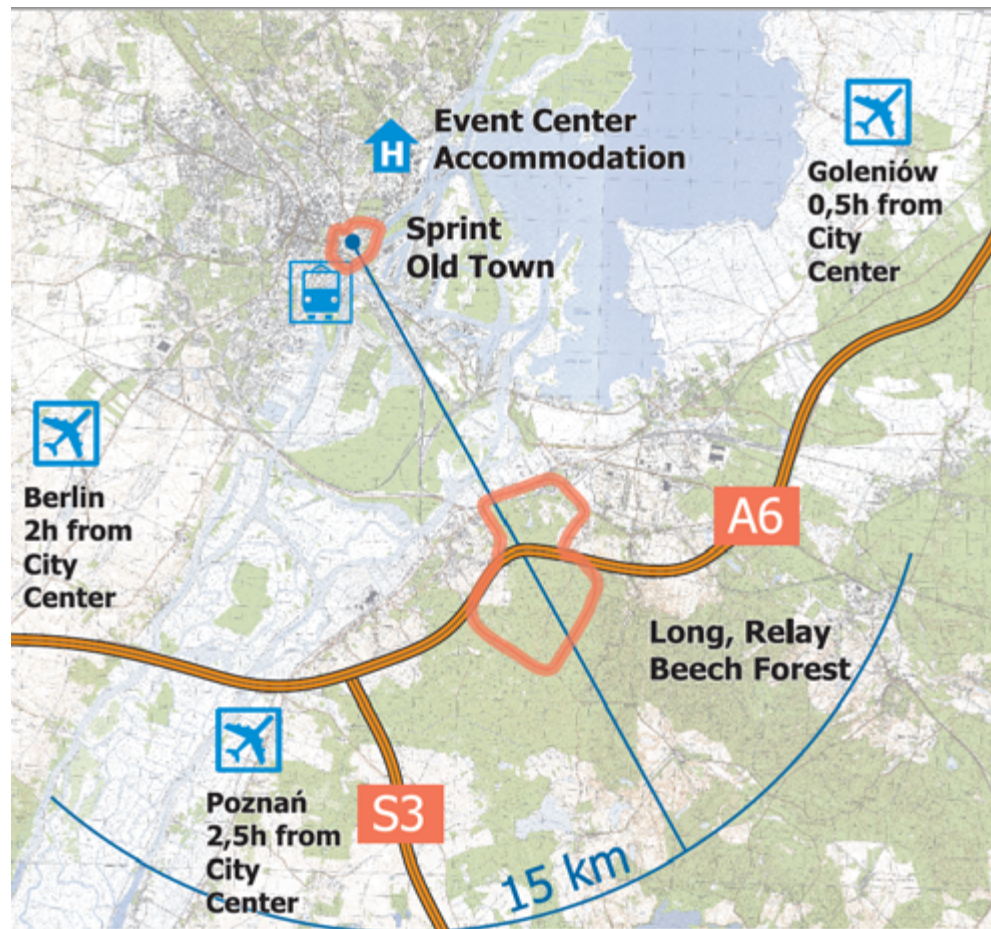 Event Center
Accommodation
H
Goleniów
0,5h from
City
Center
Sprint
Old Town
Berlin
2h from
City
Center
A6
Long, Relay
Beech Forest
Poznań
2,5h from
City
Center
S3
15 km